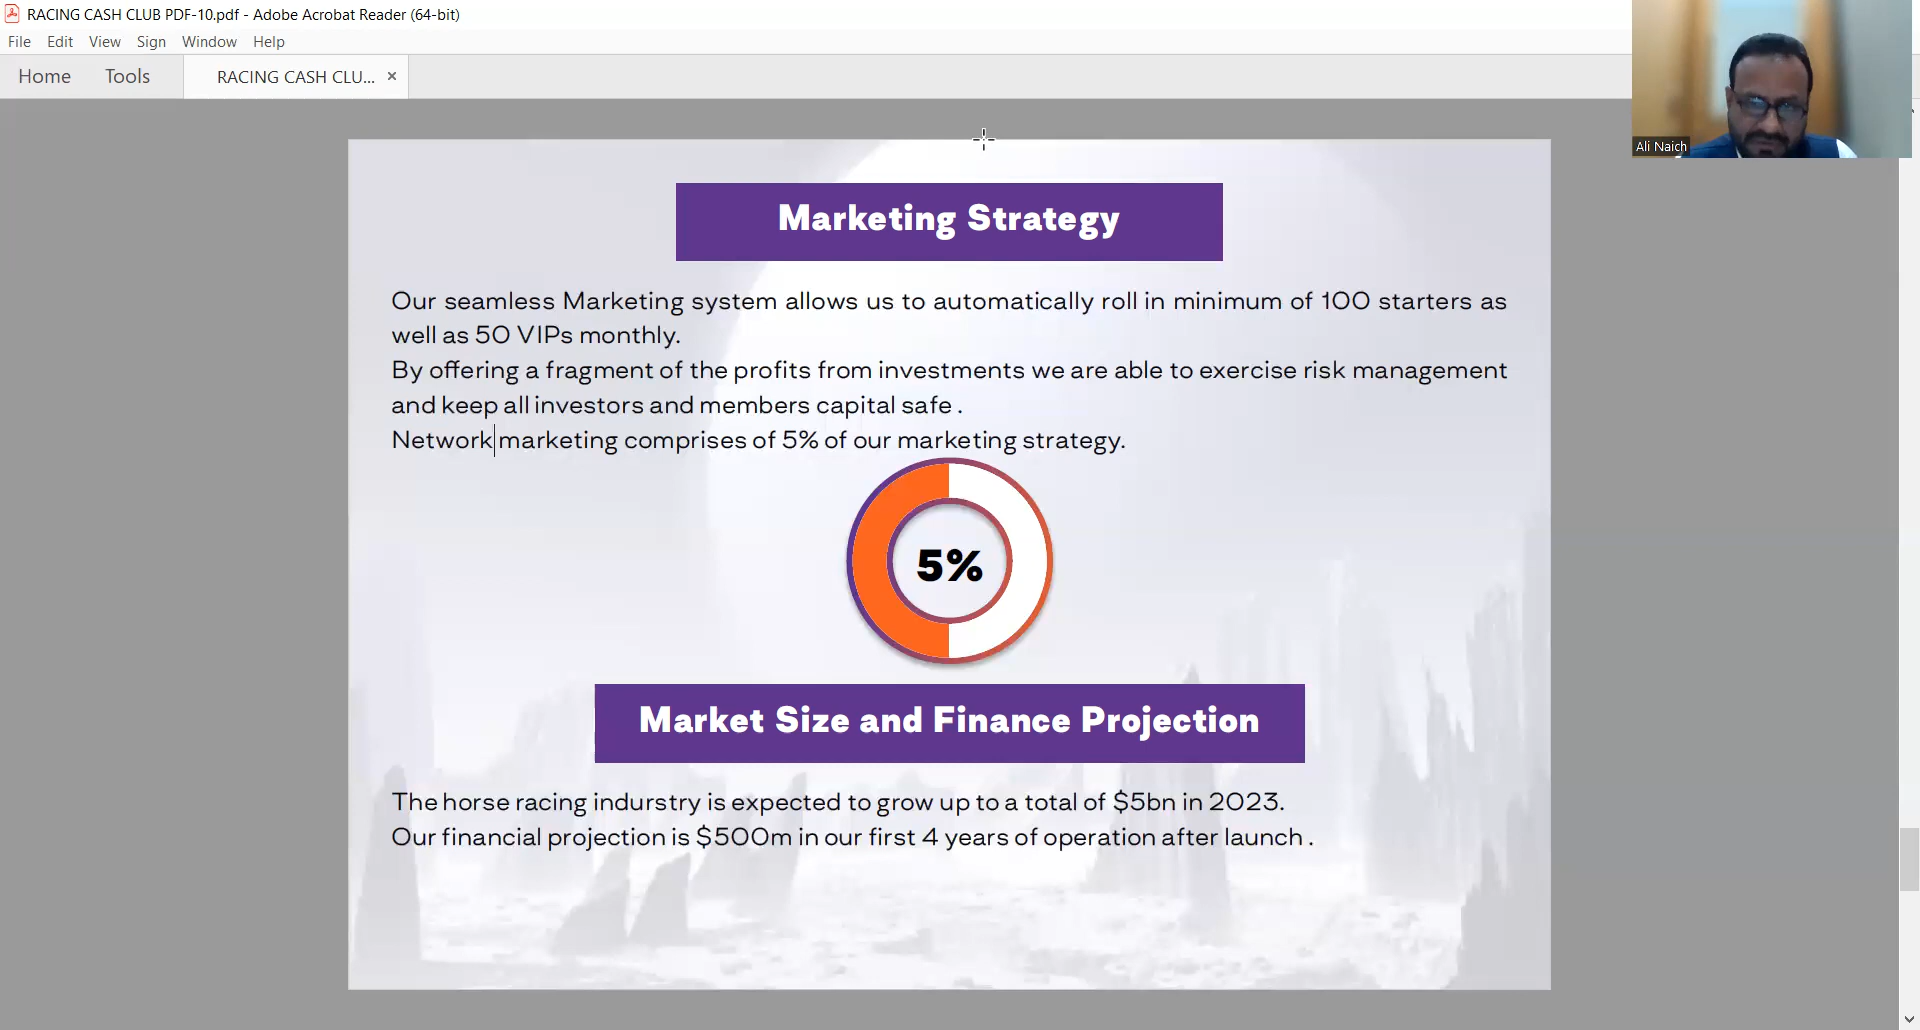 RACING CASH CLUB PDF-10.pdf - Adobe Acrobat Reader (64-bit)
File Edit View Sign Window Help
Home Tools RACING CASH CLU... ×
Ali Naich
Marketing Strategy
Our seamless Marketing system allows us to automatically roll in minimum of 100 starters as
well as 50 VIPs monthly.
By offering a fragment of the profits from investments we are able to exercise risk management
and keep all investors and members capital safe .
Network marketing comprises of 5% of our marketing strategy.
5%
Market Size and Finance Projection
The horse racing indurstry is expected to grow up to a total of $5bn in 2023.
Our financial projection is $500m in our first 4 years of operation after launch .